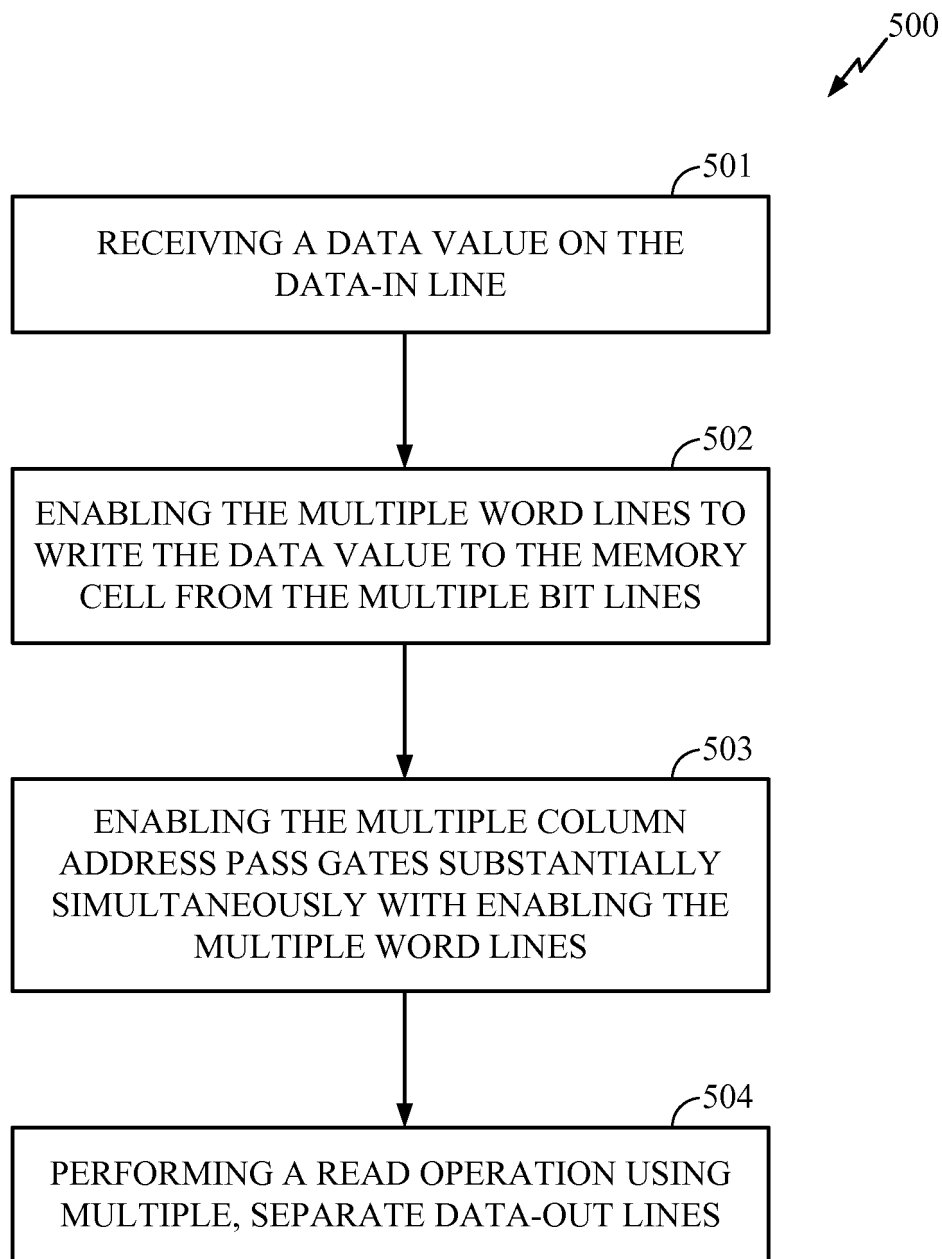 500
501
RECEIVING A DATA VALUE ON THE
DATA-IN LINE
502
ENABLING THE MULTIPLE WORD LINES TO
WRITE THE DATA VALUE TO THE MEMORY
CELL FROM THE MULTIPLE BIT LINES
503
ENABLING THE MULTIPLE COLUMN
ADDRESS PASS GATES SUBSTANTIALLY
SIMULTANEOUSLY WITH ENABLING THE
MULTIPLE WORD LINES
504
PERFORMING A READ OPERATION USING
MULTIPLE, SEPARATE DATA-OUT LINES